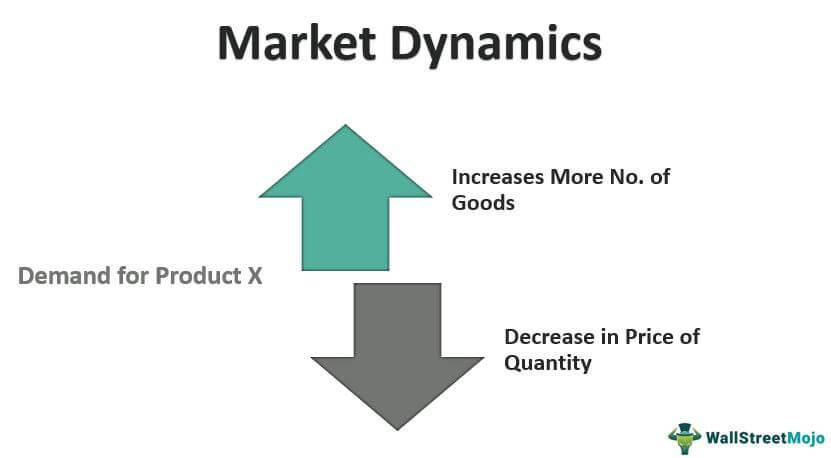 Market Dynamics
Increases More No. of
Goods
Demand for Product X
Decrease in Price of
Quantity
WallStreetMojo